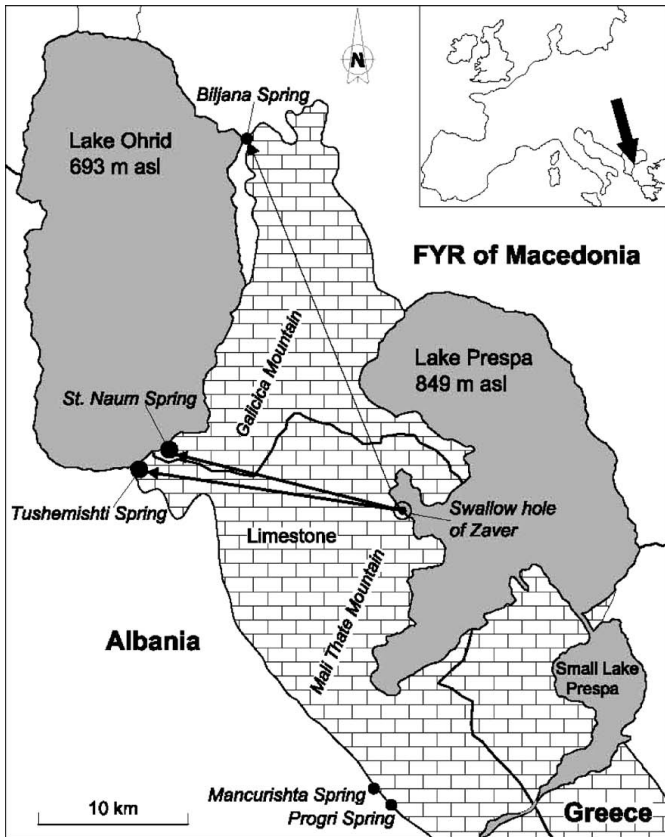 N
Biljana Spring
Lake Ohrid
693 m asl
FYR of Macedonia
Galicica Mountain
Lake Prespa
849 m asl
St. Naum Spring
Tushemishti Spring
Swallow hole
of Zaver
Limestone
Mali Thate Mountain
Albania
Small Lake
Prespa
Mancurishta Spring
Progri Spring
10 km
Greece